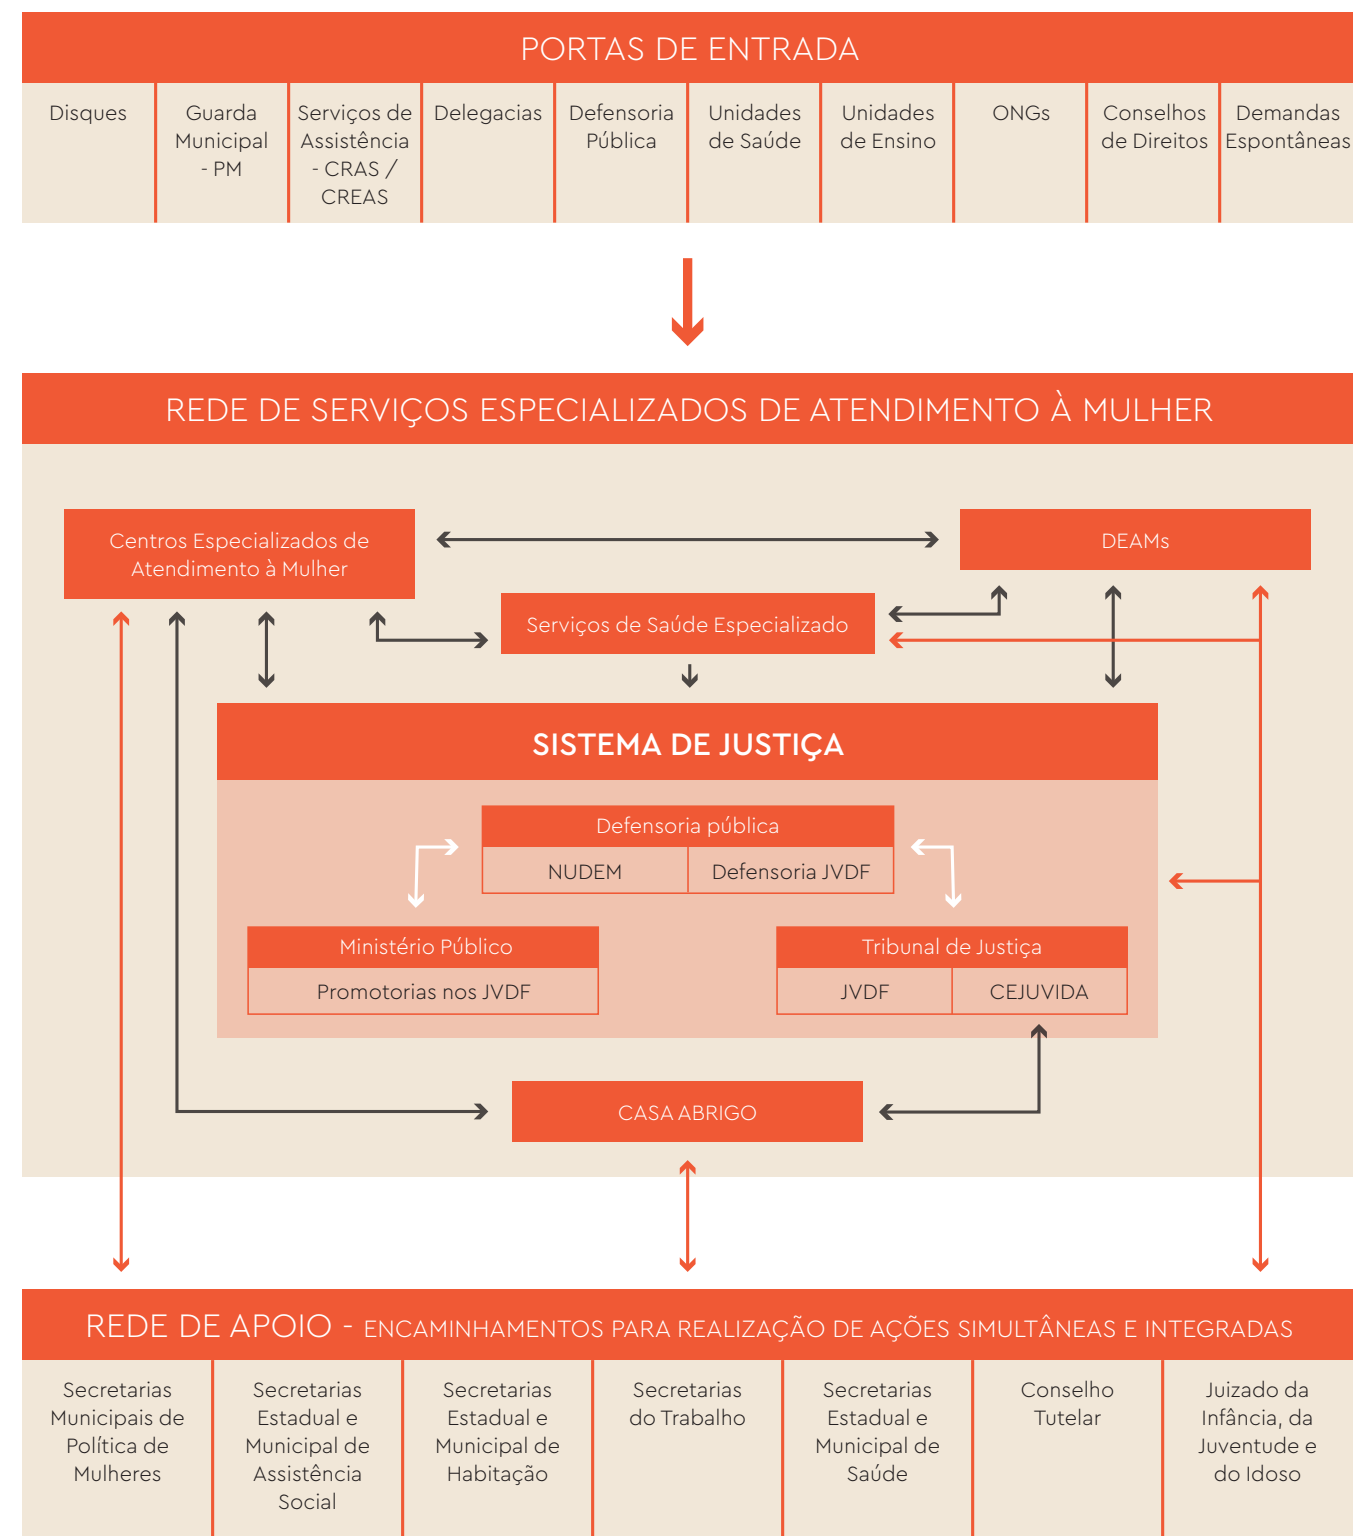 PORTAS DE ENTRADA
Disques
Guarda
Municipal
- PM
Serviços de
Assistência
- CRAS /
CREAS
Delegacias
Defensoria
Pública
Unidades
de Saúde
Unidades
de Ensino
ONGs
Conselhos
de Direitos
Demandas
Espontâneas
REDE DE SERVIÇOS ESPECIALIZADOS DE ATENDIMENTO À MULHER
Centros Especializados de
Atendimento à Mulher
DEAMs
Serviços de Saúde Especializado
SISTEMA DE JUSTIÇA
Defensoria pública
NUDEM
Defensoria JVDF
Ministério Público
Promotorias nos JVDF
Tribunal de Justiça
JVDF
CEJUVIDA
CASA ABRIGO
REDE DE APOIO - ENCAMINHAMENTOS PARA REALIZAÇÃO DE AÇÕES SIMULTÂNEAS E INTEGRADAS
Secretarias
Municipais de
Política de
Mulheres
Secretarias
Estadual e
Municipal de
Assistência
Social
Secretarias
Estadual e
Municipal de
Habitação
Secretarias
do Trabalho
Secretarias
Estadual e
Municipal de
Saúde
Conselho
Tutelar
Juizado da
Infância, da
Juventude e
do Idoso